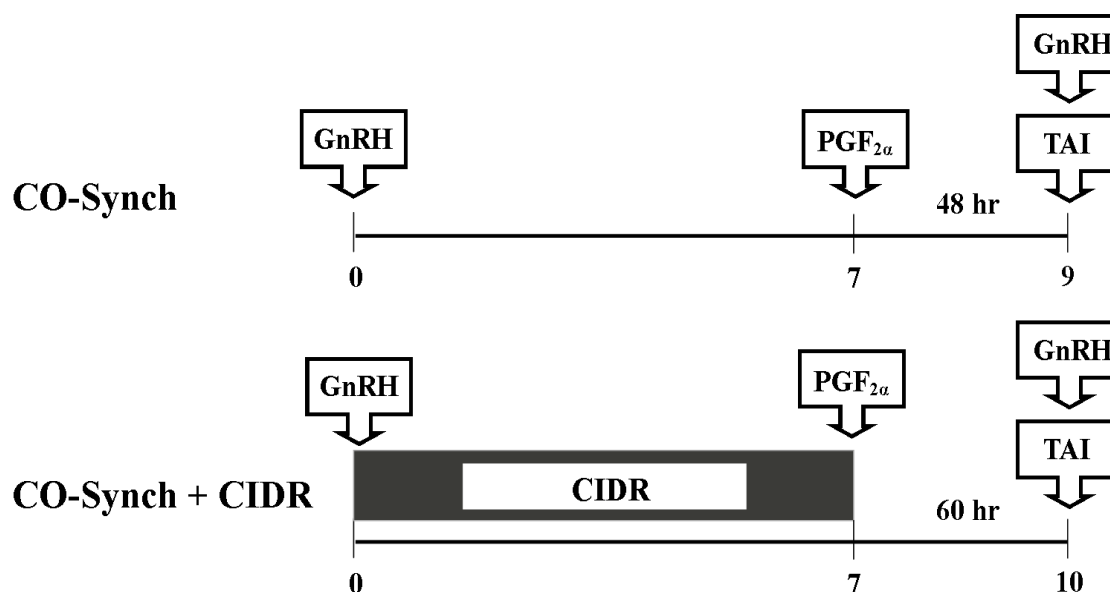 GnRH
GnRH
PGF2α
TAI
CO-Synch
48 hr
0
7
9
GnRH
PGF2α
GnRH
TAI
CO-Synch + CIDR
CIDR
60 hr
0
7
10